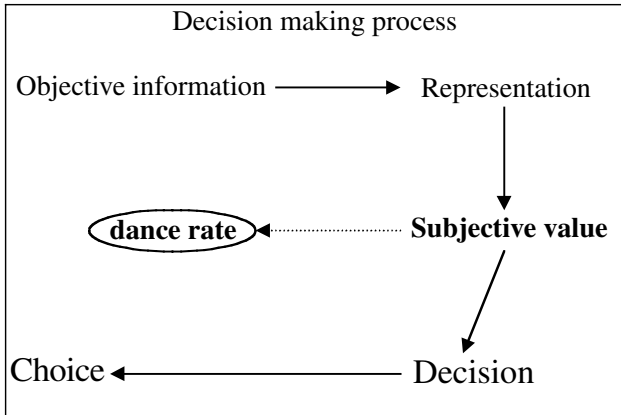 Decision making process
Objective information
Representation
dance rate
Subjective value
Choice
Decision